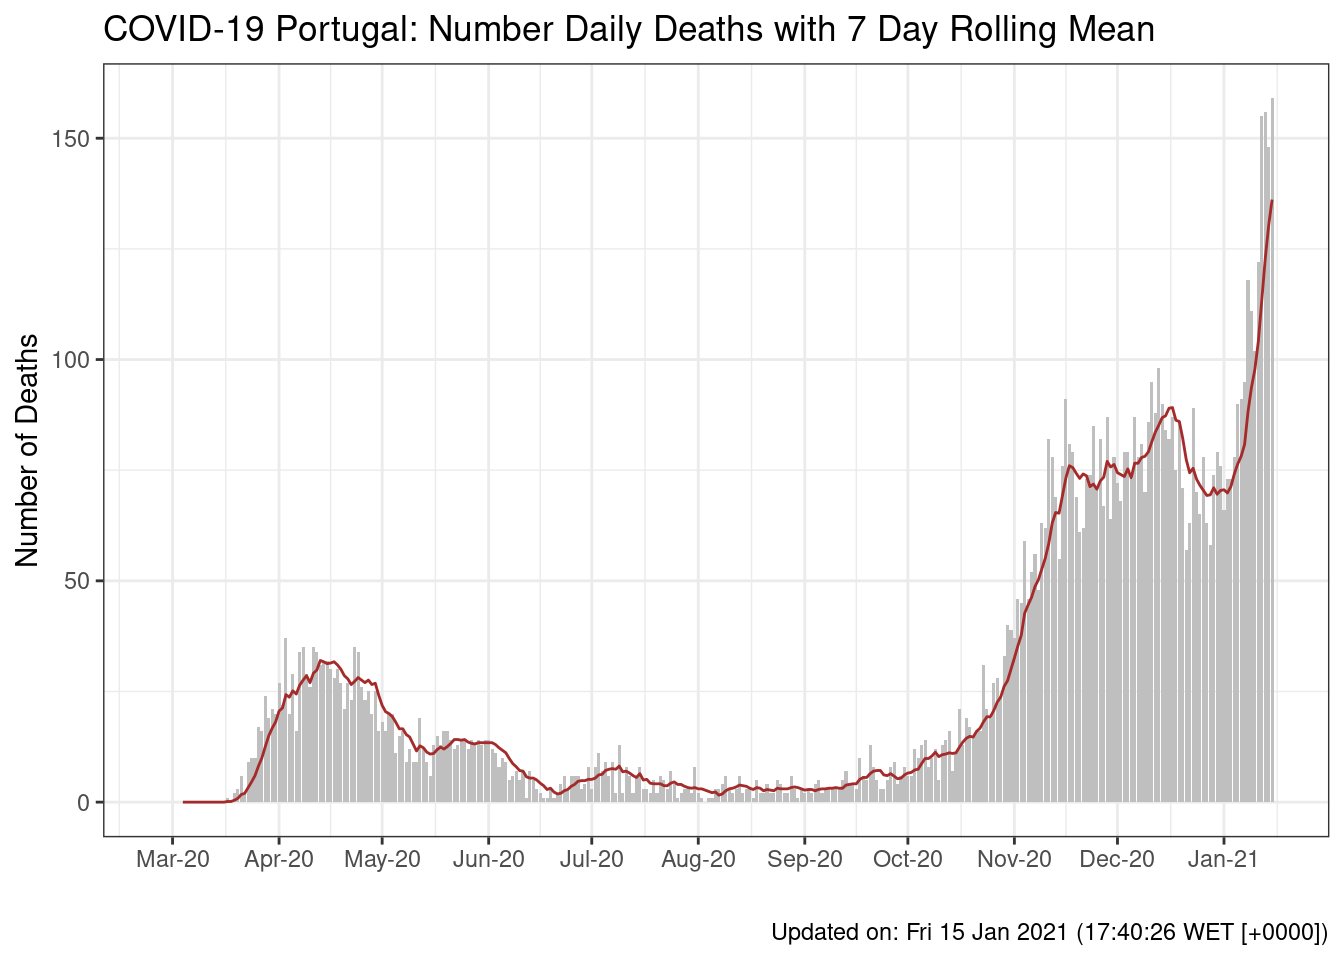 COVID-19 Portugal: Number Daily Deaths with 7 Day Rolling Mean
Number of Deaths
150
100
50
0
Mar-20 Apr-20 May-20 Jun-20 Jul-20 Aug-20 Sep-20 Oct-20 Nov-20 Dec-20 Jan-21
Updated on: Fri 15 Jan 2021 (17:40:26 WET [+0000])